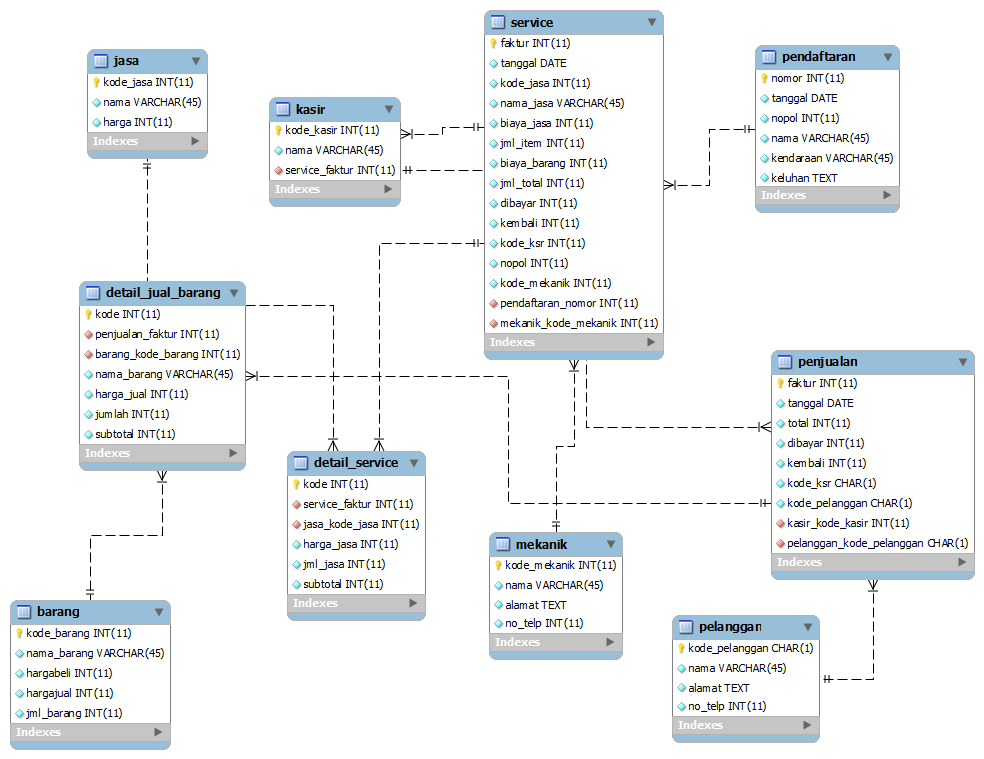 service
faktur INT(11)
tanggal DATE
kode_jasa INT(11)
nama_jasa VARCHAR(45)
biaya_jasa INT(11)
jml_item INT(11)
biaya_barang INT(11)
jml_total INT(11)
dibayar INT(11)
kembali INT(11)
kode_ksr INT(11)
nopol INT(11)
kode_mekanik INT(11)
pendaftaran_nomor INT(11)
mekanik_kode_mekanik INT(11)
Indexes
jasa
kode_jasa INT(11)
nama VARCHAR(45)
harga INT(11)
Indexes
kasir
kode_kasir INT(11)
nama VARCHAR(45)
service_faktur INT(11)
Indexes
pendaftaran
nomor INT(11)
tanggal DATE
nopol INT(11)
nama VARCHAR(45)
kendaraan VARCHAR(45)
keluhan TEXT
Indexes
detail_jual_barang
kode INT(11)
penjualan_faktur INT(11)
barang_kode_barang INT(11)
nama_barang VARCHAR(45)
harga_jual INT(11)
jumlah INT(11)
subtotal INT(11)
Indexes
penjualan
faktur INT(11)
tanggal DATE
total INT(11)
dibayar INT(11)
kembali INT(11)
kode_ksr CHAR(1)
kode_pelanggan CHAR(1)
kasir_kode_kasir INT(11)
pelanggan_kode_pelanggan CHAR(1)
Indexes
detail_service
kode INT(11)
service_faktur INT(11)
jasa_kode_jasa INT(11)
harga_jasa INT(11)
jml_jasa INT(11)
subtotal INT(11)
Indexes
mekanik
kode_mekanik INT(11)
nama VARCHAR(45)
alamat TEXT
no_telp INT(11)
Indexes
barang
kode_barang INT(11)
nama_barang VARCHAR(45)
hargabeli INT(11)
hargajual INT(11)
jml_barang INT(11)
Indexes
pelanggan
kode_pelanggan CHAR(1)
nama VARCHAR(45)
alamat TEXT
no_telp INT(11)
Indexes